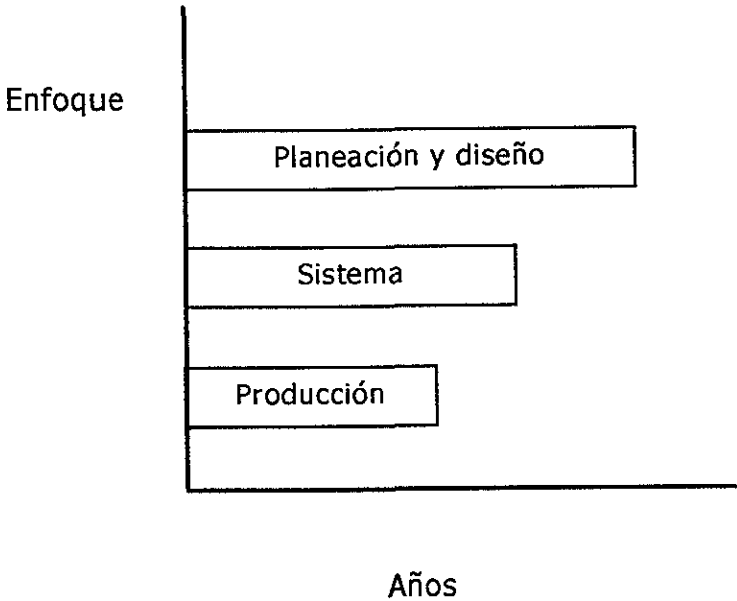 Enfoque
Planeación y diseño
Sistema
Producción
Años